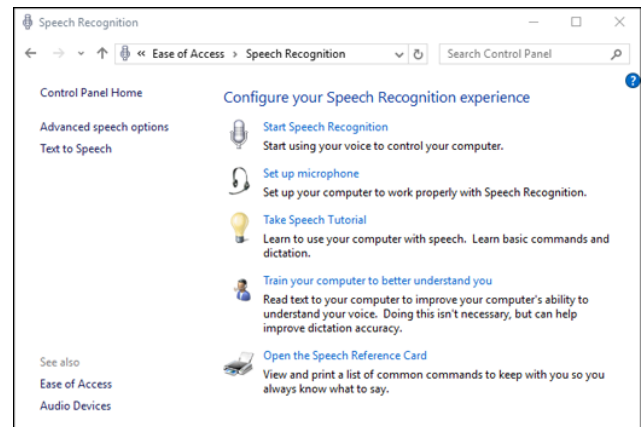 Speech Recognition
« Ease of Access > Speech Recognition
Search Control Panel
Control Panel Home
Advanced speech options
Text to Speech
See also
Ease of Access
Audio Devices
?
Configure your Speech Recognition experience
Start Speech Recognition
Start using your voice to control your computer.
Set up microphone
Set up your computer to work properly with Speech Recognition.
Take Speech Tutorial
Learn to use your computer with speech. Learn basic commands and
dictation.
Train your computer to better understand you
Read text to your computer to improve your computer's ability to
understand your voice. Doing this isn't necessary, but can help
improve dictation accuracy.
Open the Speech Reference Card
View and print a list of common commands to keep with you so you
always know what to say.